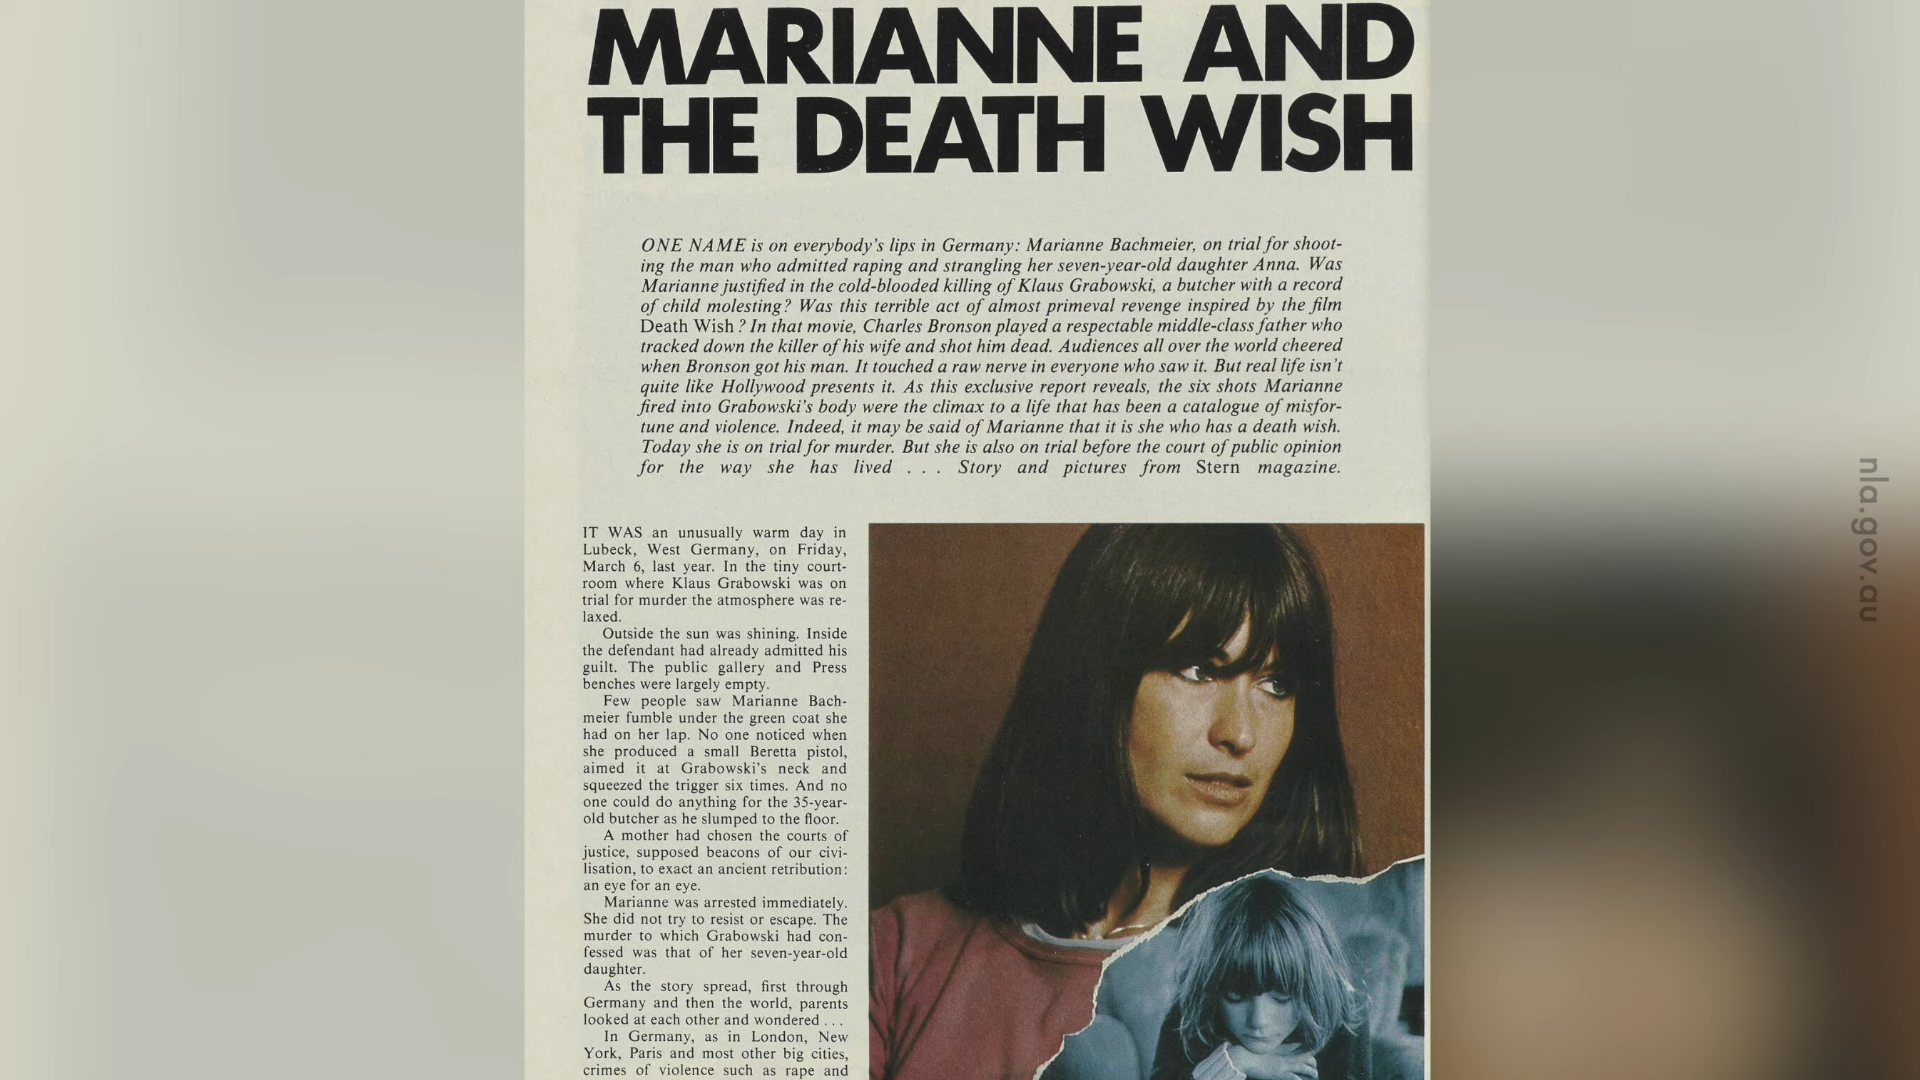 MARIANNE AND
THE DEATH WISH
ONE NAME is on everybody's lips in Germany: Marianne Bachmeier, on trial for shoot-
ing the man who admitted raping and strangling her seven-year-old daughter Anna. Was
Marianne justified in the cold-blooded killing of Klaus Grabowski, a butcher with a record
of child molesting? Was this terrible act of almost primeval revenge inspired by the film
Death Wish? In that movie, Charles Bronson played a respectable middle-class father who
tracked down the killer of his wife and shot him dead. Audiences all over the world cheered
when Bronson got his man. It touched a raw nerve in everyone who saw it. But real life isn't
quite like Hollywood presents it. As this exclusive report reveals, the six shots Marianne
fired into Grabowski's body were the climax to a life that has been a catalogue of misfor-
tune and violence. Indeed, it may be said of Marianne that it is she who has a death wish.
Today she is on trial for murder. But she is also on trial before the court of public opinion
for the way she has lived . . . Story and pictures from Stern magazine.
IT WAS an unusually warm day in
Lubeck, West Germany, on Friday,
March 6, last year. In the tiny court-
room where Klaus Grabowski was on
trial for murder the atmosphere was re-
laxed.
Outside the sun was shining. Inside
the defendant had already admitted his
guilt. The public gallery and Press
benches were largely empty.
Few people saw Marianne Bach-
meier fumble under the green coat she
had on her lap. No one noticed when
she produced a small Beretta pistol,
aimed it at Grabowski's neck and
squeezed the trigger six times. And no
one could do anything for the 35-year-
old butcher as he slumped to the floor.
A mother had chosen the courts of
justice, supposed beacons of our civi-
lisation, to exact an ancient retribution:
an eye for an eye.
Marianne was arrested immediately.
She did not try to resist or escape. The
murder to which Grabowski had con-
fessed was that of her seven-year-old
daughter.
As the story spread, first through
Germany and then the world, parents
looked at each other and wondered . . .
In Germany, as in London, New
York, Paris and most other big cities,
crimes of violence such as rape and
nla.gov.au